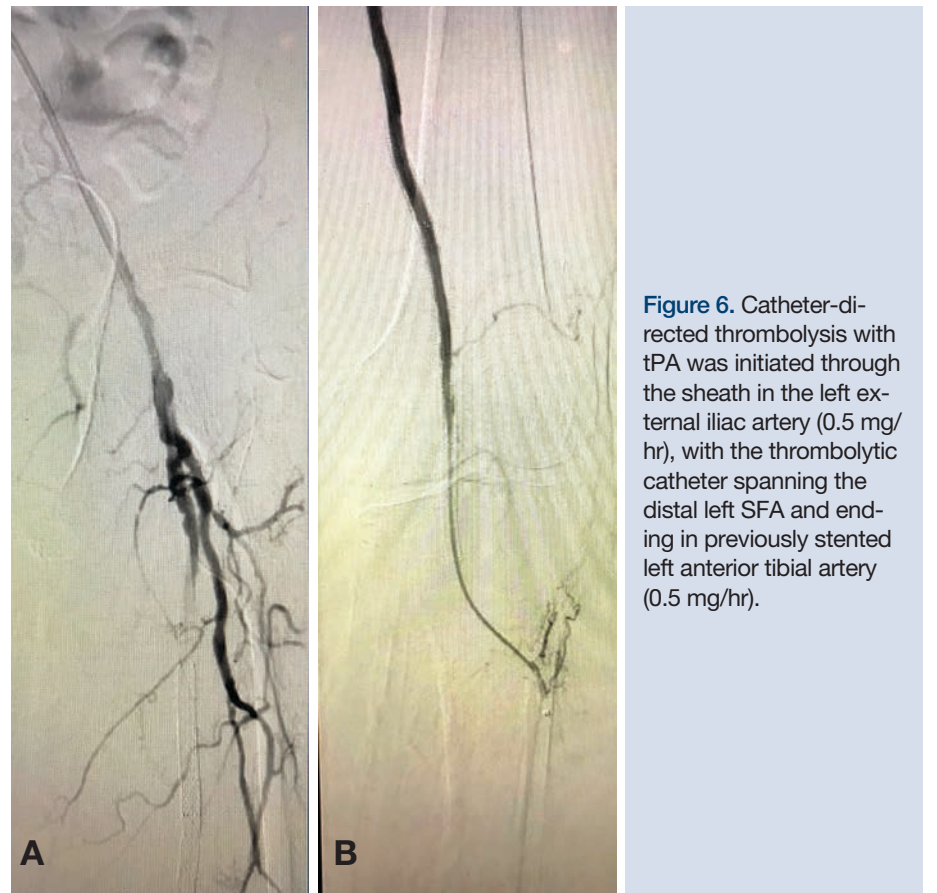 Figure 6. Catheter-di-
rected thrombolysis with
tPA was initiated through
the sheath in the left ex-
ternal iliac artery (0.5 mg/
hr), with the thrombolytic
catheter spanning the
distal left SFA and end-
ing in previously stented
left anterior tibial artery
(0.5 mg/hr).
A
B